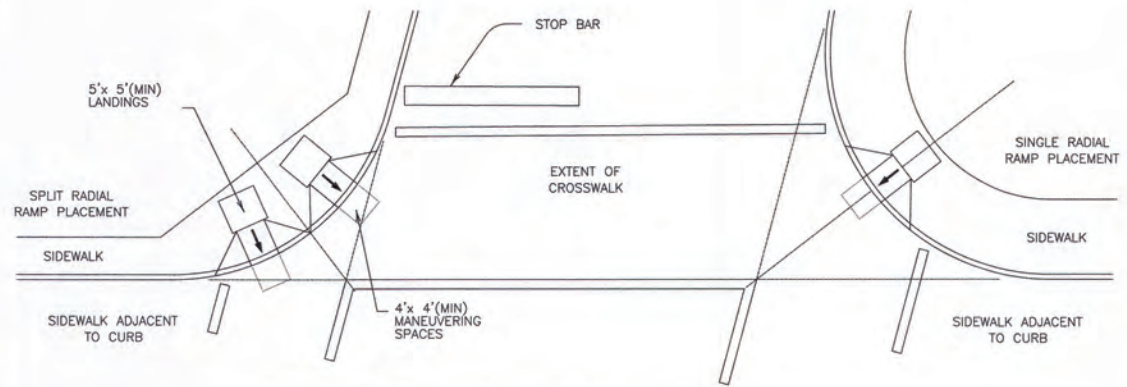 STOP BAR
5'x 5'(MIN)
LANDINGS
SPLIT RADIAL
RAMP PLACEMENT
EXTENT OF
CROSSWALK
SINGLE RADIAL
RAMP PLACEMENT
SIDEWALK
SIDEWALK
SIDEWALK ADJACENT
TO CURB
4'x 4'(MIN)
MANEUVERING
SPACES
SIDEWALK ADJACENT
TO CURB